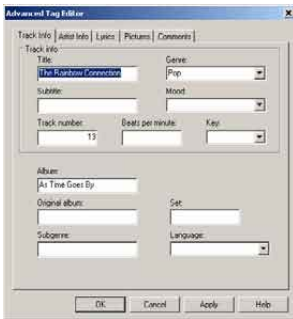 Advanced Tag Editor
Track Info Artist Info Lyrics Pictures Comments
Track info
Title: Genre:
The Rainbow Connection Pop
Subtitle: Mood:
Track number: Beats per minute: Key:
13
Album:
As Time Goes By
Original album: Set:
Subgenre: Language:
OK Cancel Apply Help